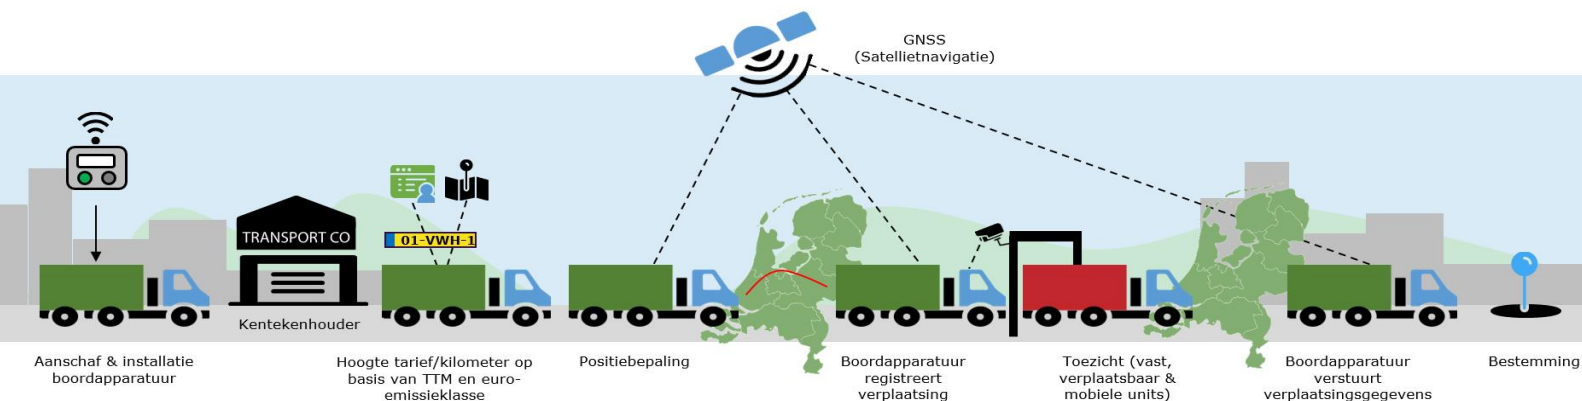 GNSS
(Satellietnavigatie)
TRANSPORT CO
01-VWH-1
Kentekenhouder
Aanschaf & installatie
boordapparatuur
Hoogte tarief/kilometer op
basis van TTM en euro-
emissieklasse
Positiebepaling
Boordapparatuur
registreert
verplaatsing
Toezicht (vast,
verplaatsbaar &
mobiele units)
Boordapparatuur
verstuurt
verplaatsingsgegevens
Bestemming